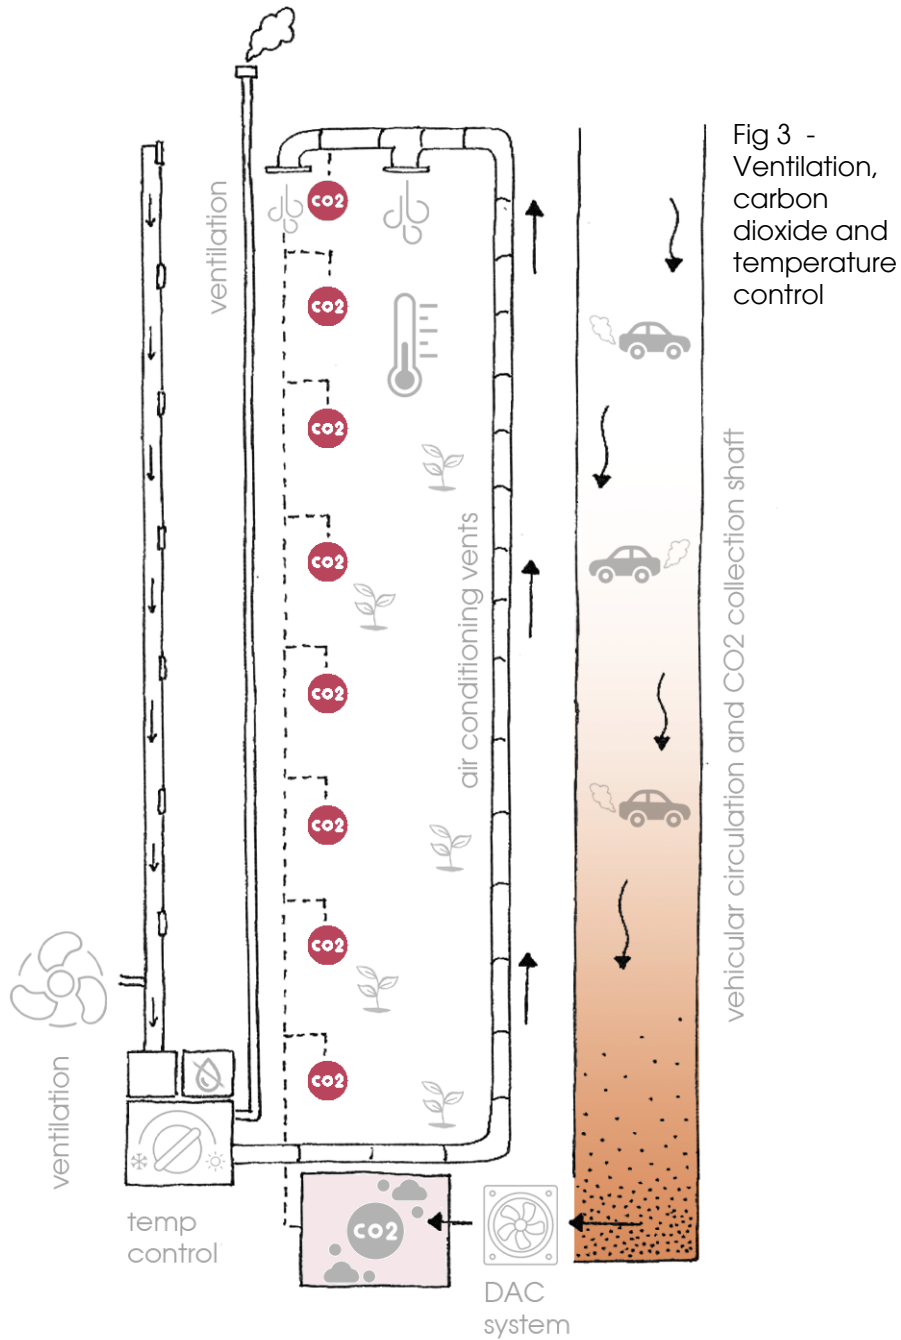 Fig 3 -
Ventilation,
carbon
dioxide and
temperature
control
ventilation
CO2
CO2
CO2
CO2
CO2
CO2
CO2
CO2
air conditioning vents
vehicular circulation and CO2 collection shaft
ventilation
temp
control
CO2
DAC
system